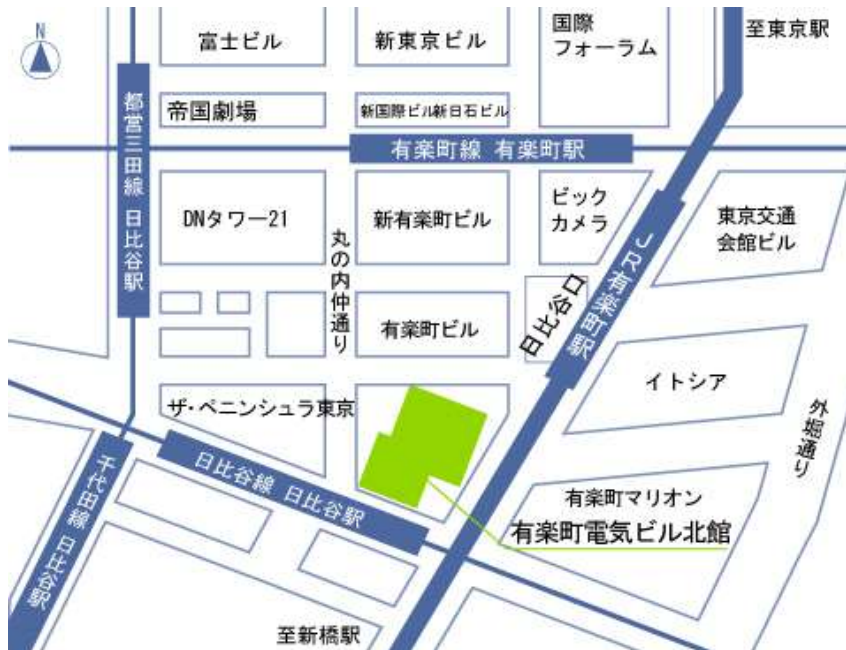 N
富士ビル
新東京ビル
国際
フォーラム
至東京駅
帝国劇場
新国際ビル新日石ビル
都営三田線 日比谷駅
有楽町線 有楽町駅
DNタワー21
丸の内仲通り
新有楽町ビル
ビック
カメラ
JR有楽町駅
東京交通
会館ビル
日比谷口
有楽町ビル
イトシア
外堀通り
ザ・ペニンシュラ東京
日比谷線 日比谷駅
千代田線 日比谷駅
有楽町マリオン
有楽町電気ビル北館
至新橋駅